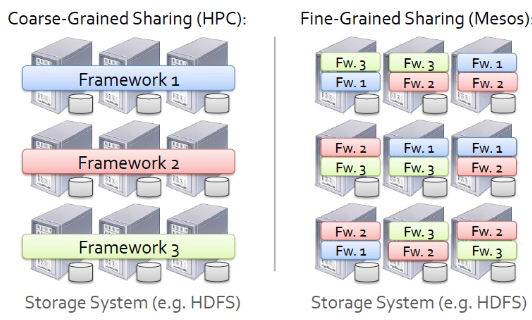 Coarse-Grained Sharing (HPC):
Framework 1
Framework 2
Framework 3
Storage System (e.g. HDFS)
Fine-Grained Sharing (Mesos):
Fw. 3 Fw. 3 Fw. 1
Fw. 1 Fw. 2 Fw. 2
Fw. 2 Fw. 1 Fw. 1
Fw. 3 Fw. 3 Fw. 2
Fw. 2 Fw. 3 Fw. 2
Fw. 1 Fw. 2 Fw. 3
Storage System (e.g. HDFS)